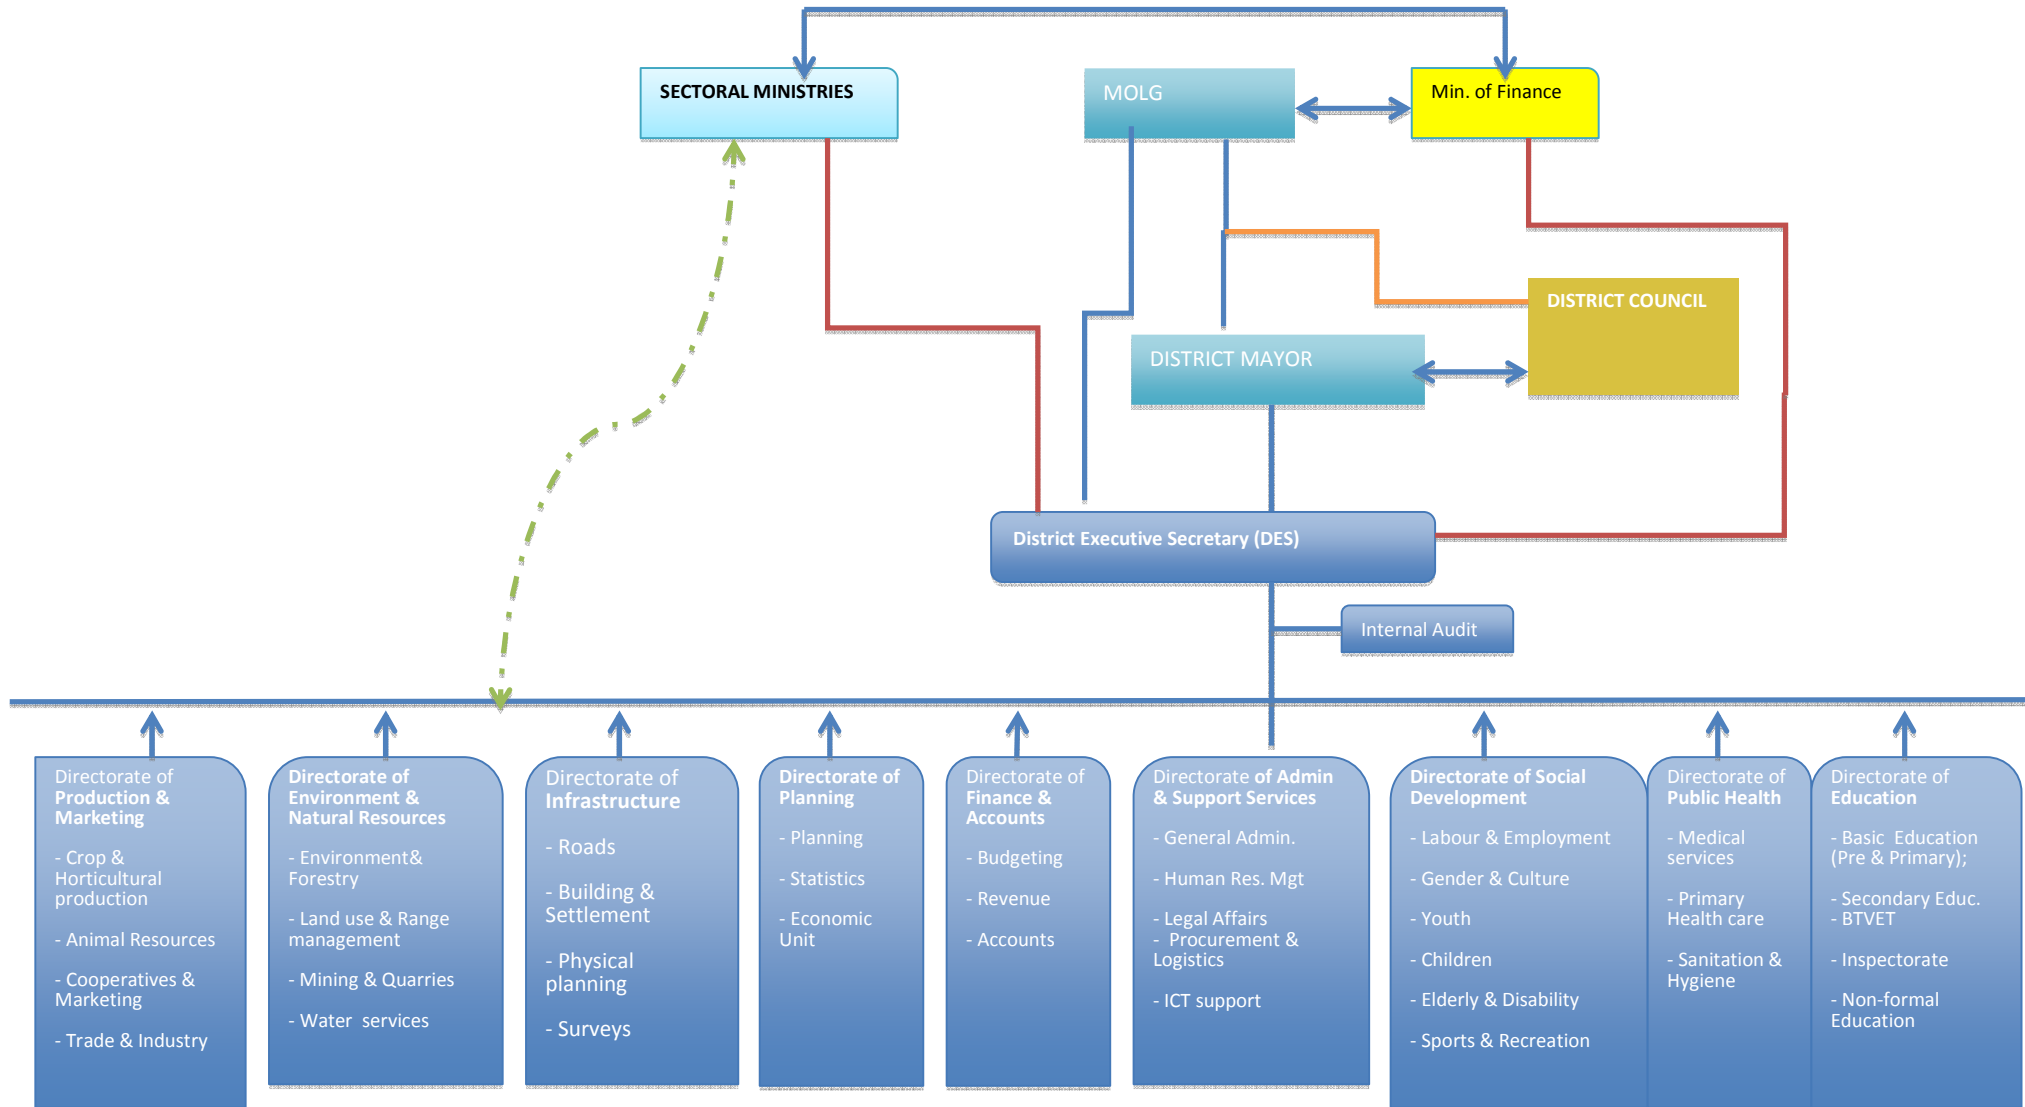 SECTORAL MINISTRIES
MOLG
Min. of Finance
DISTRICT COUNCIL
DISTRICT MAYOR
District Executive Secretary (DES)
Internal Audit
Directorate of
Production &
Marketing
- Crop &
Horticultural
production
- Animal Resources
- Cooperatives &
Marketing
- Trade & Industry
Directorate of
Environment &
Natural Resources
- Environment&
Forestry
- Land use & Range
management
- Mining & Quarries
- Water  services
Directorate of
Infrastructure
- Roads
- Building &
Settlement
- Physical
planning
- Surveys
Directorate of
Planning
- Planning
- Statistics
- Economic
Unit
Directorate of
Finance &
Accounts
- Budgeting
- Revenue
- Accounts
Directorate of Admin
& Support Services
- General Admin.
- Human Res. Mgt
- Legal Affairs
-  Procurement &
Logistics
- ICT support
Directorate of Social
Development
- Labour & Employment
- Gender & Culture
- Youth
- Children
- Elderly & Disability
- Sports & Recreation
Directorate of
Public Health
- Medical
services
- Primary
Health care
- Sanitation &
Hygiene
Directorate of
Education
- Basic  Education
(Pre & Primary);
- Secondary Educ.
- BTVET
- Inspectorate
- Non-formal
Education